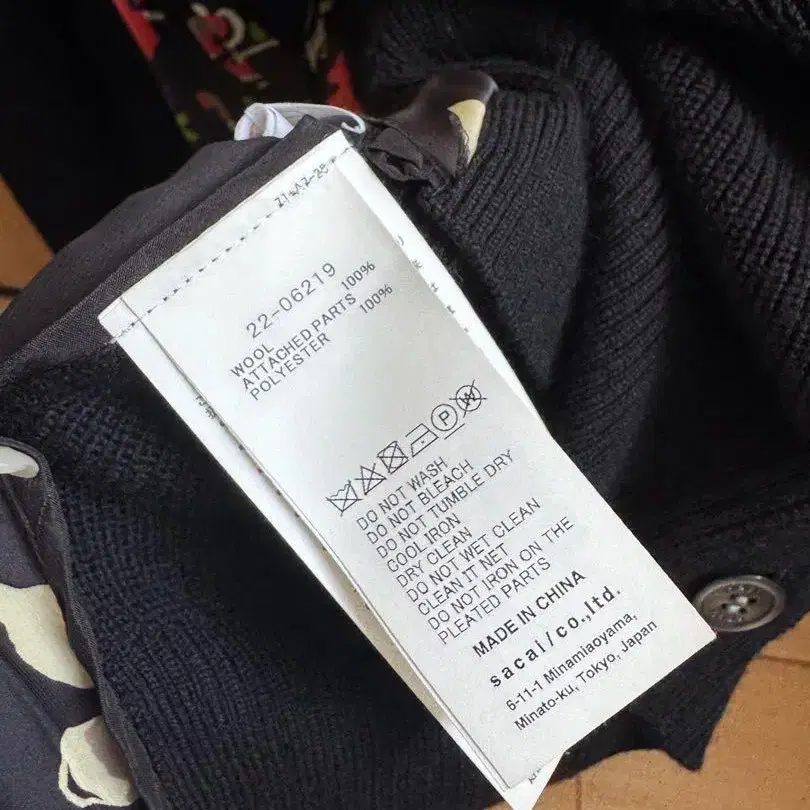 22-06219
WOOL 100%
ATTACHED PARTS
POLYESTER 100%
P W
DO NOT WASH
DO NOT BLEACH
DO NOT TUMBLE DRY
COOL IRON
DRY CLEAN
DO NOT WET CLEAN
CLEAN IT NET
DO NOT IRON ON THE
PLEATED PARTS
MADE IN CHINA
sacai/co.,ltd.
6-11-1 Minamiaoyama,
Minato-ku, Tokyo, Japan